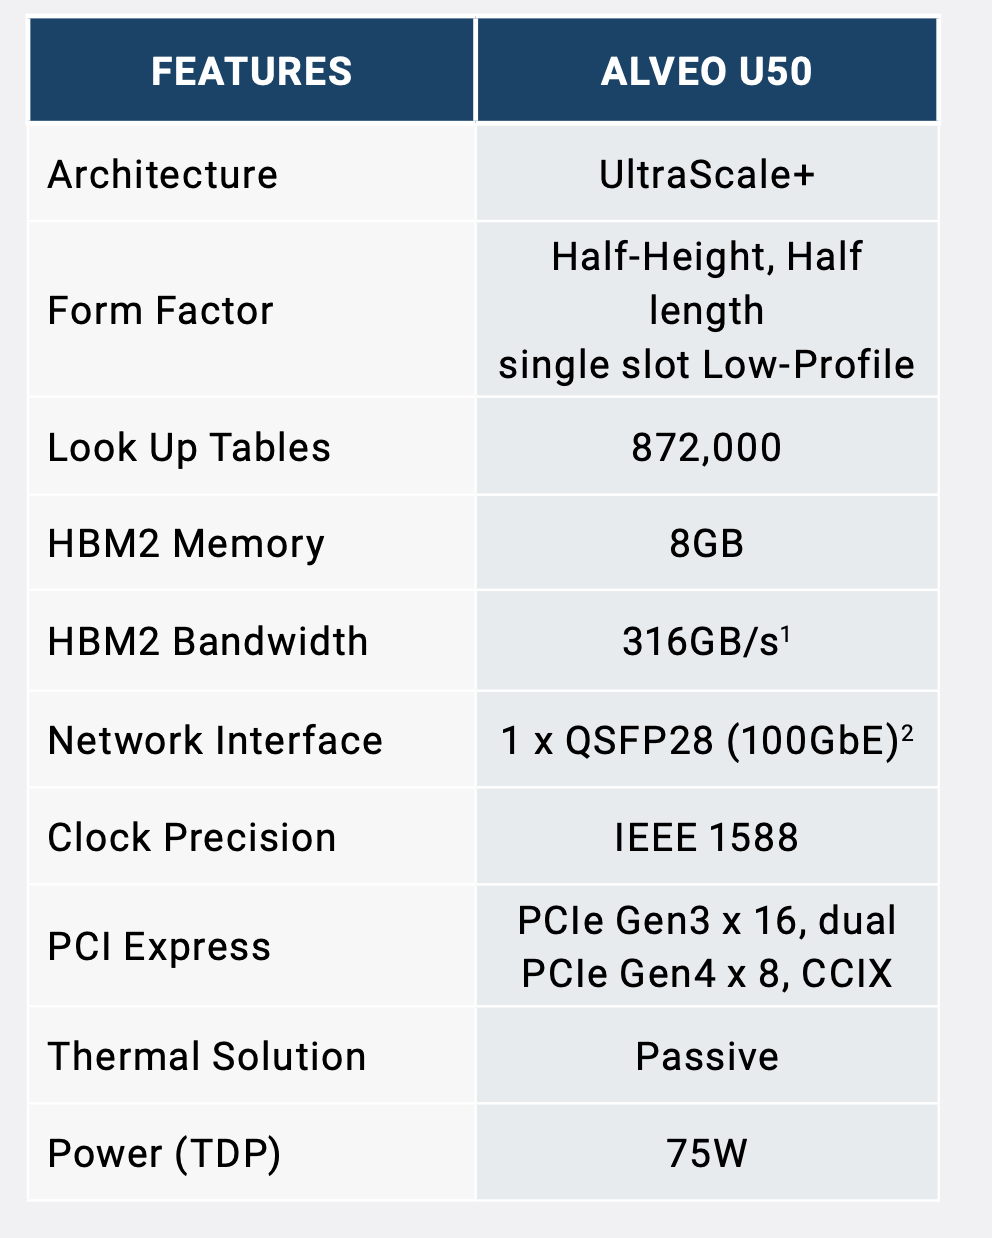 FEATURES
ALVEO U50
Architecture
UltraScale+
Form Factor
Half-Height, Half
length
single slot Low-Profile
Look Up Tables
872,000
HBM2 Memory
8GB
HBM2 Bandwidth
316GB/s¹
Network Interface
1 x QSFP28 (100GbE)²
Clock Precision
IEEE 1588
PCI Express
PCIe Gen3 x 16, dual
PCIe Gen4 x 8, CCIX
Thermal Solution
Passive
Power (TDP)
75W